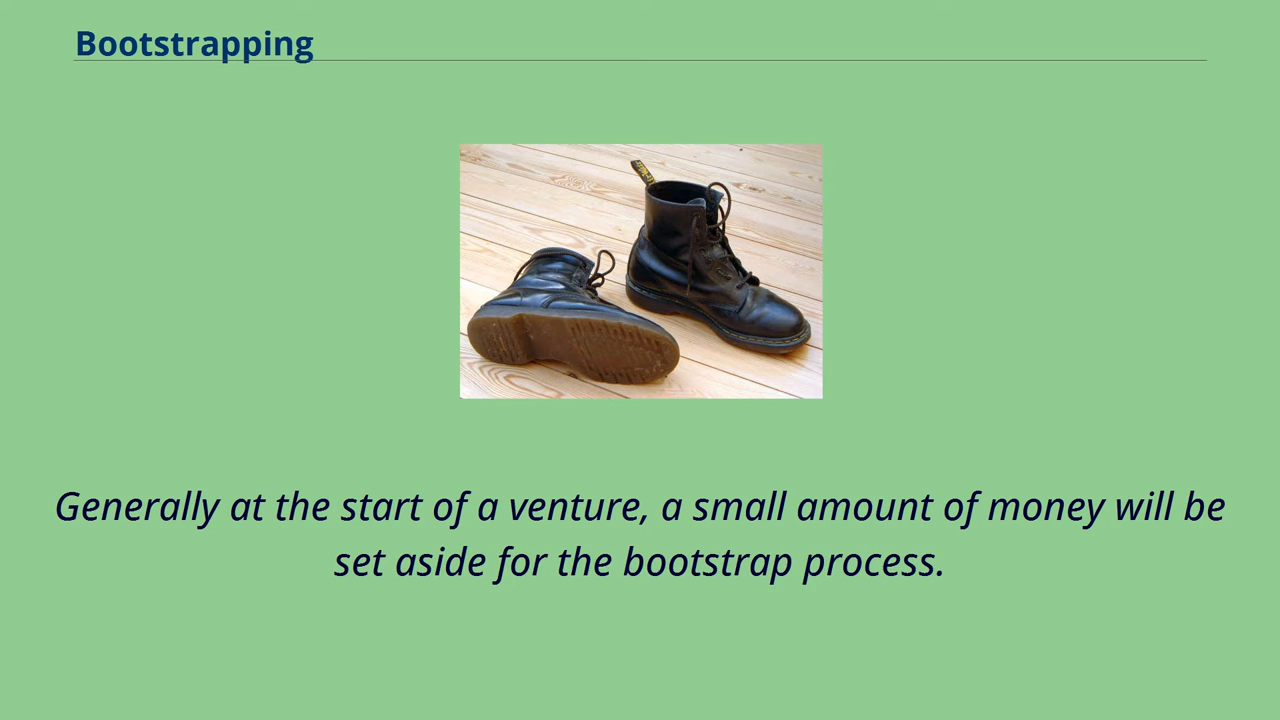 Bootstrapping
Generally at the start of a venture, a small amount of money will be
set aside for the bootstrap process.